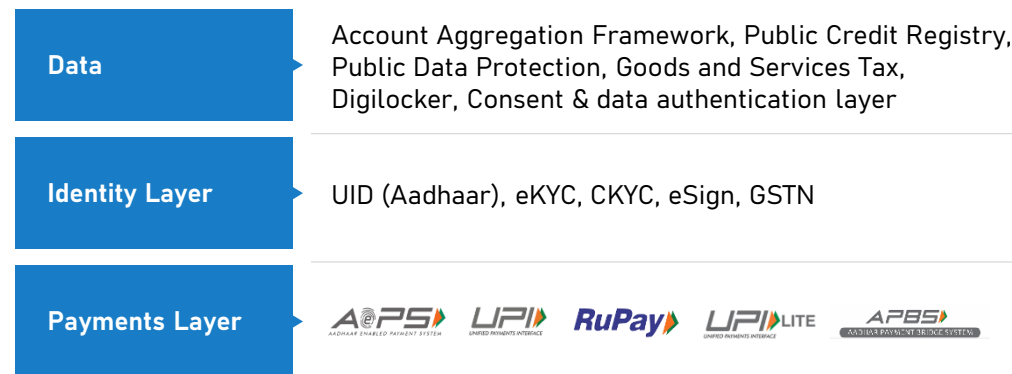 Data
Account Aggregation Framework, Public Credit Registry,
Public Data Protection, Goods and Services Tax,
Digilocker, Consent & data authentication layer
Identity Layer
UID (Aadhaar), eKYC, CKYC, eSign, GSTN
Payments Layer
AePS
AADHAAR ENABLED PAYMENT SYSTEM
UPI
UNIFIED PAYMENTS INTERFACE
RuPay
UPI LITE
UNIFIED PAYMENTS INTERFACE
APBS
AADHAR PAYMENT BRIDGE SYSTEM